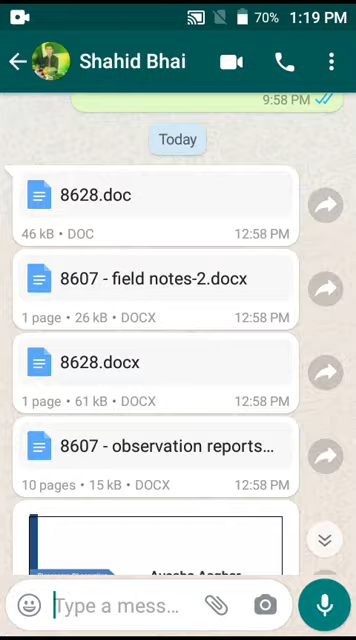 70% 1:19 PM
Shahid Bhai
9:58 PM
Today
8628.doc
46 kB • DOC 12:58 PM
8607 - field notes-2.docx
1 page • 26 kB • DOCX 12:58 PM
8628.docx
1 page • 61 kB • DOCX 12:58 PM
8607 - observation reports...
10 pages • 15 kB • DOCX 12:58 PM
Type a mess...